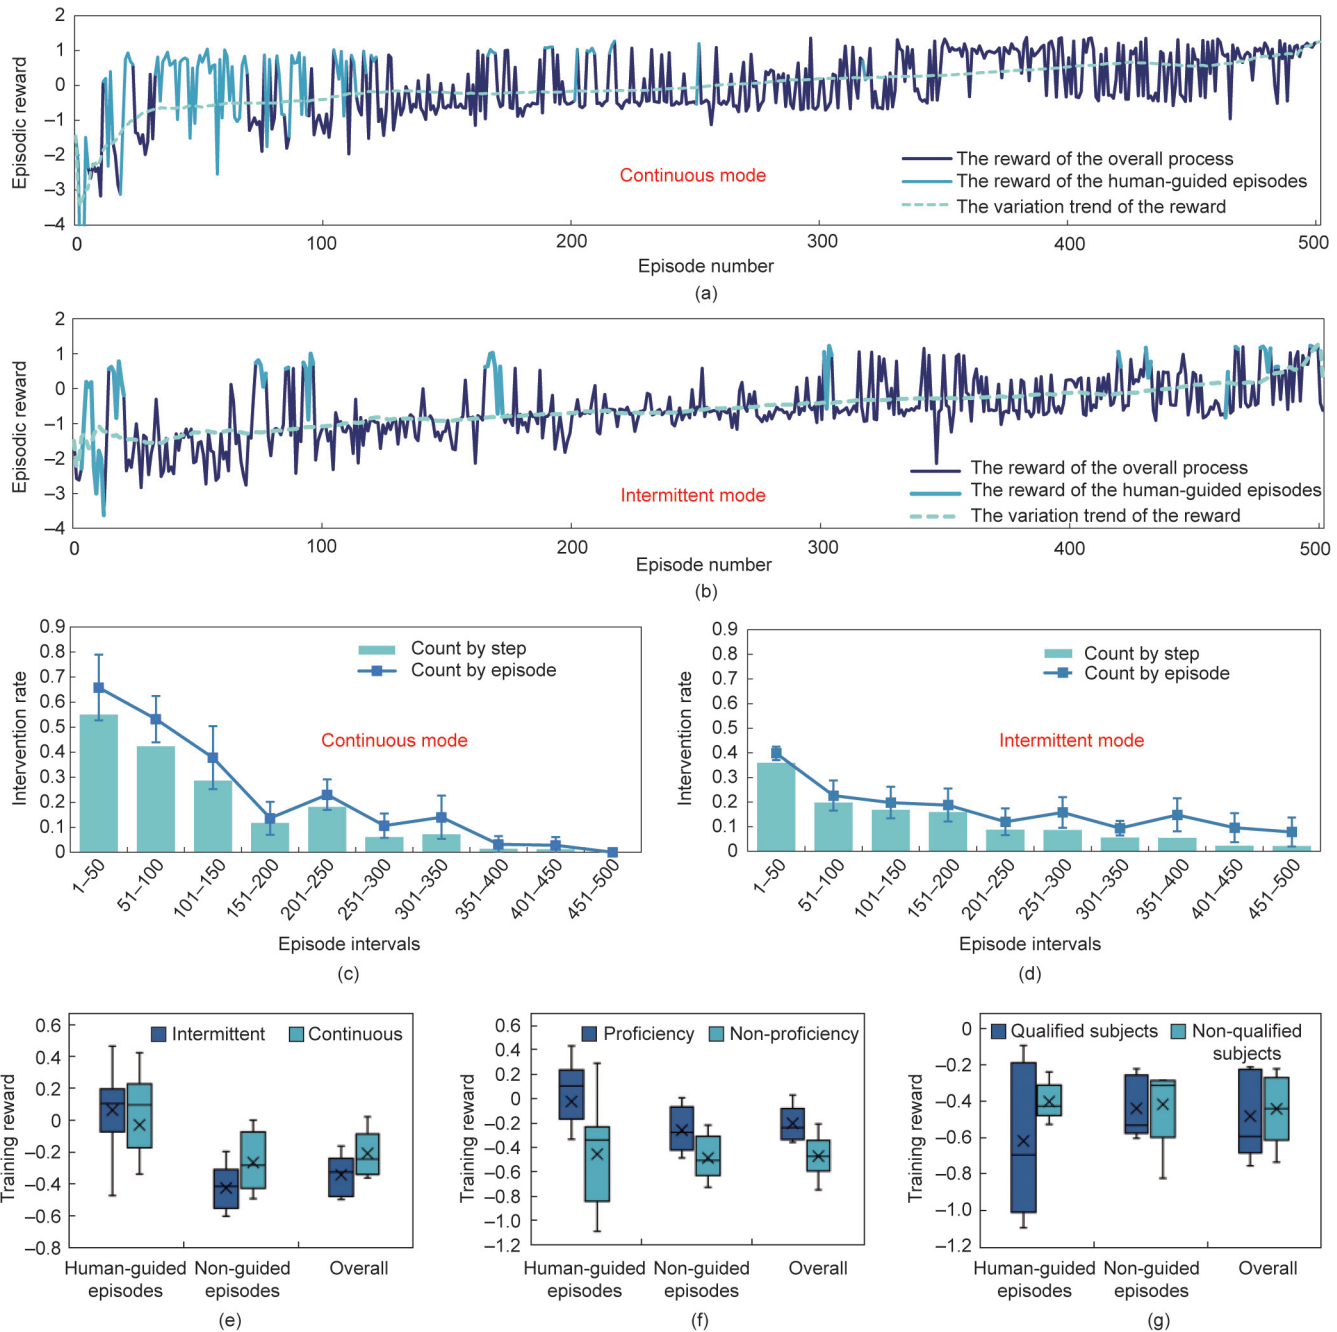 2
1
0
–1
–2
–3
–4
Episodic reward
Continuous mode
The reward of the overall process
The reward of the human-guided episodes
The variation trend of the reward
0 100 200 300 400 500
Episode number
(a)
2
1
0
–1
–2
–3
–4
Episodic reward
Intermittent mode
The reward of the overall process
The reward of the human-guided episodes
The variation trend of the reward
0 100 200 300 400 500
Episode number
(b)
0.9
0.8
0.7
0.6
0.5
0.4
0.3
0.2
0.1
0
Intervention rate
Count by step
Count by episode
Continuous mode
1–50 51–100 101–150 151–200 201–250 251–300 301–350 351–400 401–450 451–500
Episode intervals
(c)
0.9
0.8
0.7
0.6
0.5
0.4
0.3
0.2
0.1
0
Intervention rate
Count by step
Count by episode
Intermittent mode
1–50 51–100 101–150 151–200 201–250 251–300 301–350 351–400 401–450 451–500
Episode intervals
(d)
0.6
0.4
0.2
0
–0.2
–0.4
–0.6
–0.8
Training reward
Intermittent Continuous
Human-guided episodes
Non-guided episodes
Overall
(e)
0.6
0.4
0.2
0
–0.2
–0.4
–0.6
–0.8
–1.0
–1.2
Training reward
Proficiency Non-proficiency
Human-guided episodes
Non-guided episodes
Overall
(f)
0
–0.2
–0.4
–0.6
–0.8
–1.0
–1.2
Training reward
Qualified subjects Non-qualified
subjects
Human-guided episodes
Non-guided episodes
Overall
(g)